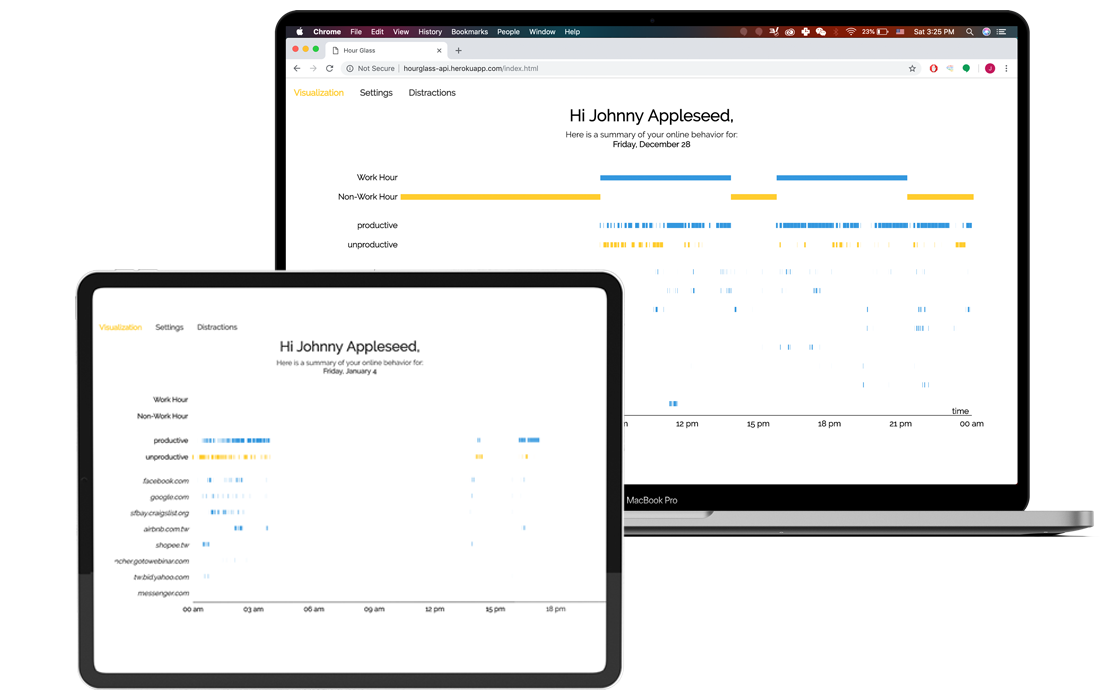 Chrome File Edit View History Bookmarks People Window Help 23% Sat 3:25 PM
Hour Glass
Not Secure | hourglass-api.herokuapp.com/index.html J
Visualization Settings Distractions
Hi Johnny Appleseed,
Here is a summary of your online behavior for:
Friday, December 28
Work Hour
Non-Work Hour
productive
unproductive
time
12 pm 15 pm 18 pm 21 pm 00 am
MacBook Pro
Visualization Settings Distractions
Hi Johnny Appleseed,
Here is a summary of your online behavior for:
Friday, January 4
Work Hour
Non-Work Hour
productive
unproductive
facebook.com
google.com
sfbay.craigslist.org
airbnb.com.tw
shopee.tw
ncher.gotowebinar.com
tw.bid.yahoo.com
messenger.com
00 am 03 am 06 am 09 am 12 pm 15 pm 18 pm